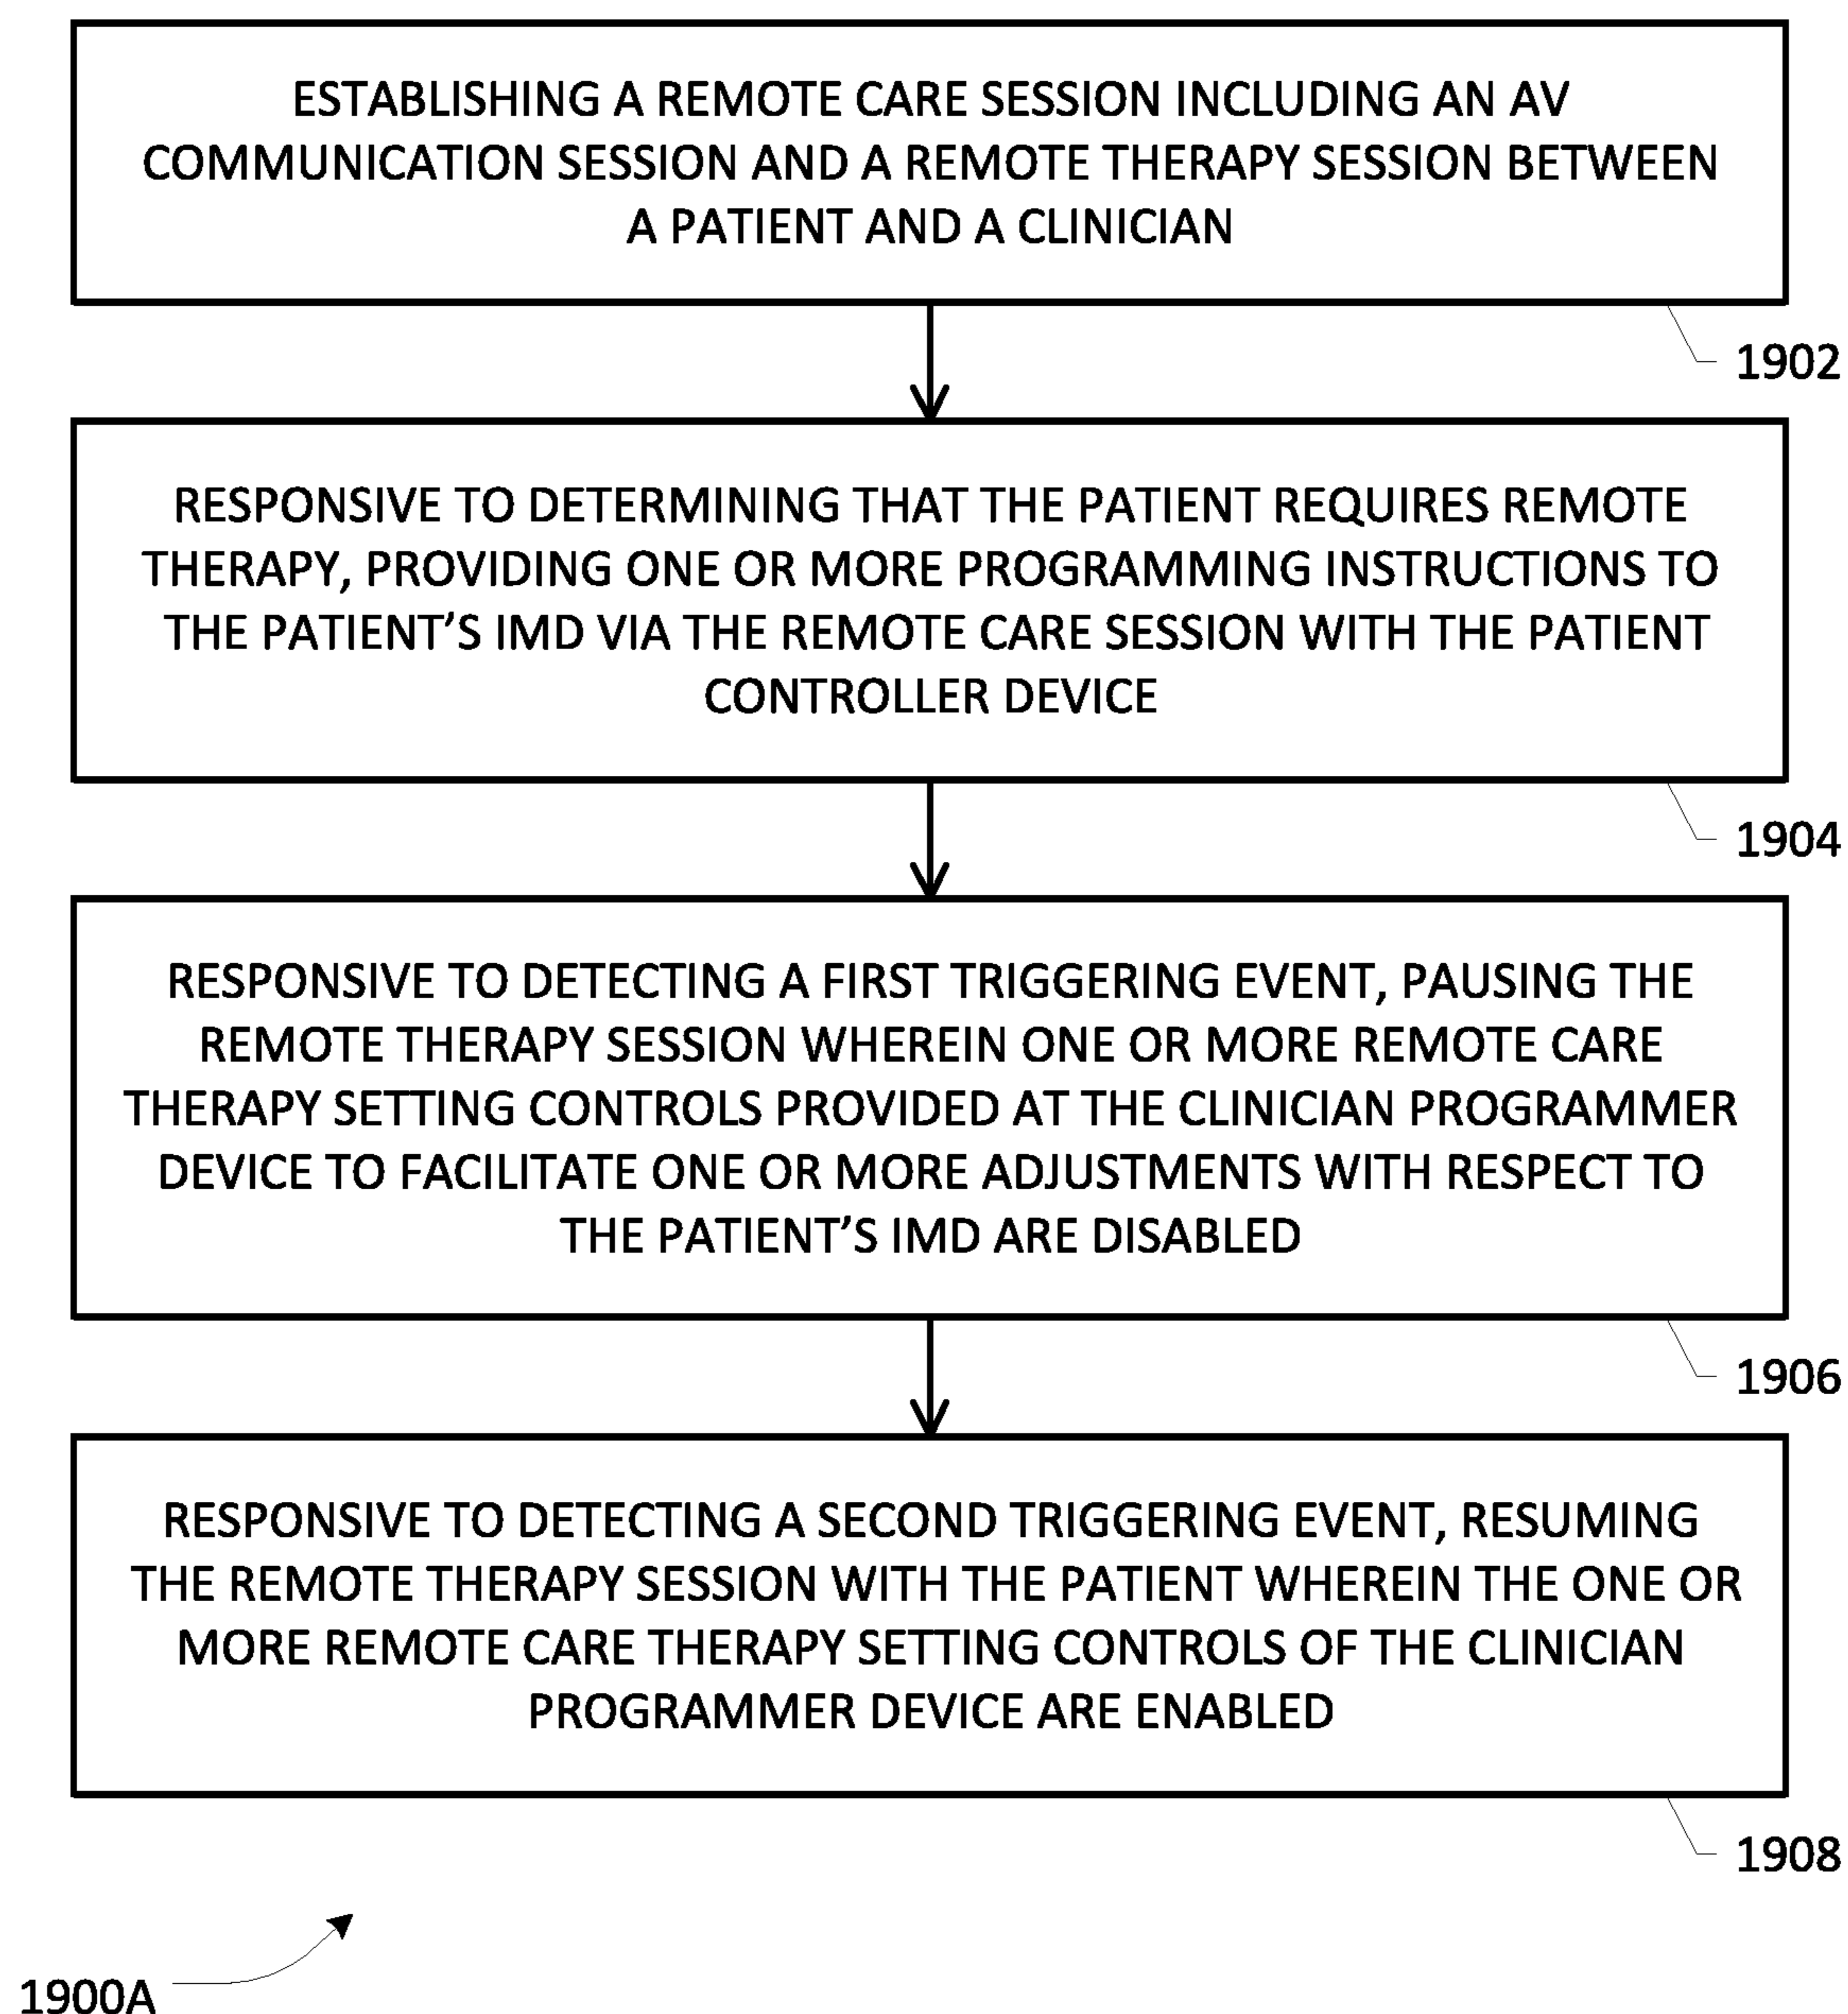 ESTABLISHING A REMOTE CARE SESSION INCLUDING AN AV
COMMUNICATION SESSION AND A REMOTE THERAPY SESSION BETWEEN
A PATIENT AND A CLINICIAN
1902
RESPONSIVE TO DETERMINING THAT THE PATIENT REQUIRES REMOTE
THERAPY, PROVIDING ONE OR MORE PROGRAMMING INSTRUCTIONS TO
THE PATIENT’S IMD VIA THE REMOTE CARE SESSION WITH THE PATIENT
CONTROLLER DEVICE
1904
RESPONSIVE TO DETECTING A FIRST TRIGGERING EVENT, PAUSING THE
REMOTE THERAPY SESSION WHEREIN ONE OR MORE REMOTE CARE
THERAPY SETTING CONTROLS PROVIDED AT THE CLINICIAN PROGRAMMER
DEVICE TO FACILITATE ONE OR MORE ADJUSTMENTS WITH RESPECT TO
THE PATIENT’S IMD ARE DISABLED
1906
RESPONSIVE TO DETECTING A SECOND TRIGGERING EVENT, RESUMING
THE REMOTE THERAPY SESSION WITH THE PATIENT WHEREIN THE ONE OR
MORE REMOTE CARE THERAPY SETTING CONTROLS OF THE CLINICIAN
PROGRAMMER DEVICE ARE ENABLED
1908
1900A